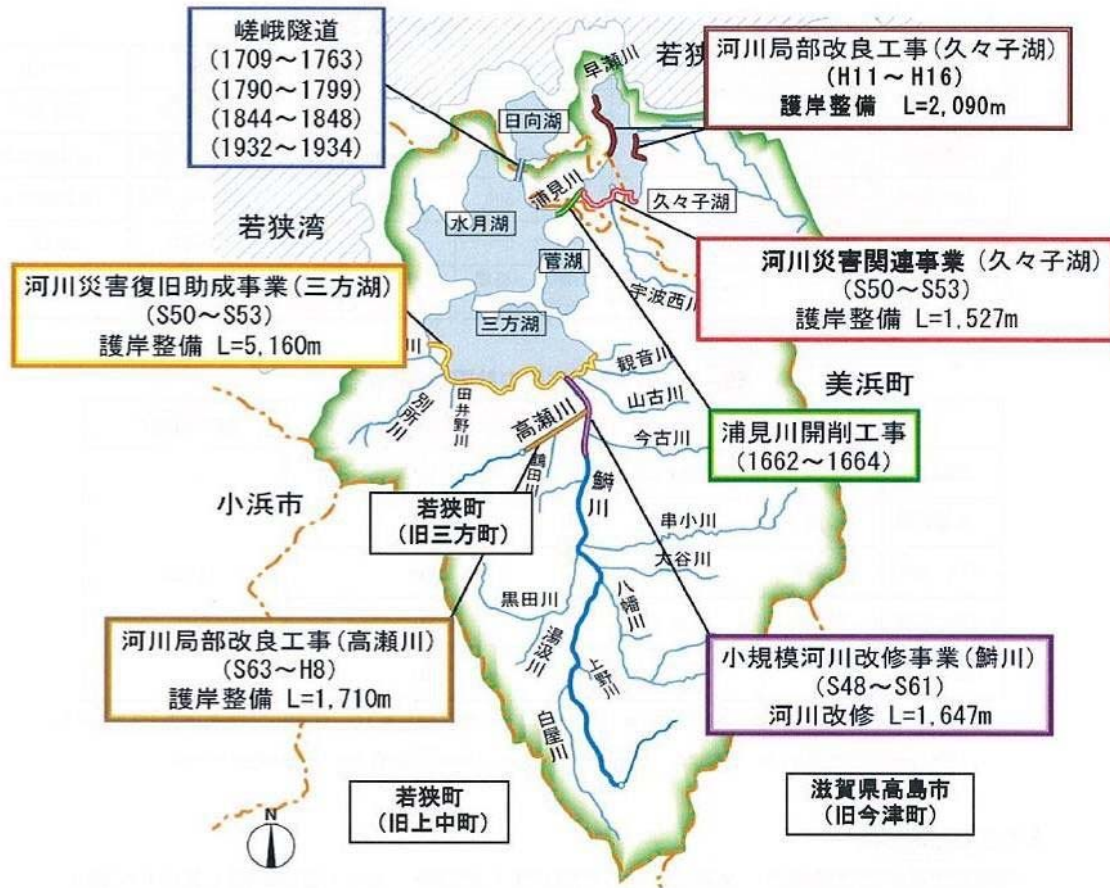 嵯峨隧道
(1709～1763)
(1790～1799)
(1844～1848)
(1932～1934)
若狭
早瀬川
河川局部改良工事(久々子湖)
(H11～H16)
護岸整備 L=2,090m
日向湖
浦見川
久々子湖
若狭湾
水月湖
菅湖
河川災害関連事業 (久々子湖)
(S50～S53)
護岸整備 L=1,527m
宇波西川
河川災害復旧助成事業(三方湖)
(S50～S53)
護岸整備 L=5,160m
三方湖
川
観音川
山古川
美浜町
別所川
田井野川
高瀬川
今古川
浦見川開削工事
(1662～1664)
鶴田川
鰣川
小浜市
若狭町
(旧三方町)
串小川
大谷川
黒田川
八幡川
湯汲川
河川局部改良工事(高瀬川)
(S63～H8)
護岸整備 L=1,710m
上野川
小規模河川改修事業(鰣川)
(S48～S61)
河川改修 L=1,647m
白屋川
若狭町
(旧上中町)
滋賀県高島市
(旧今津町)
N